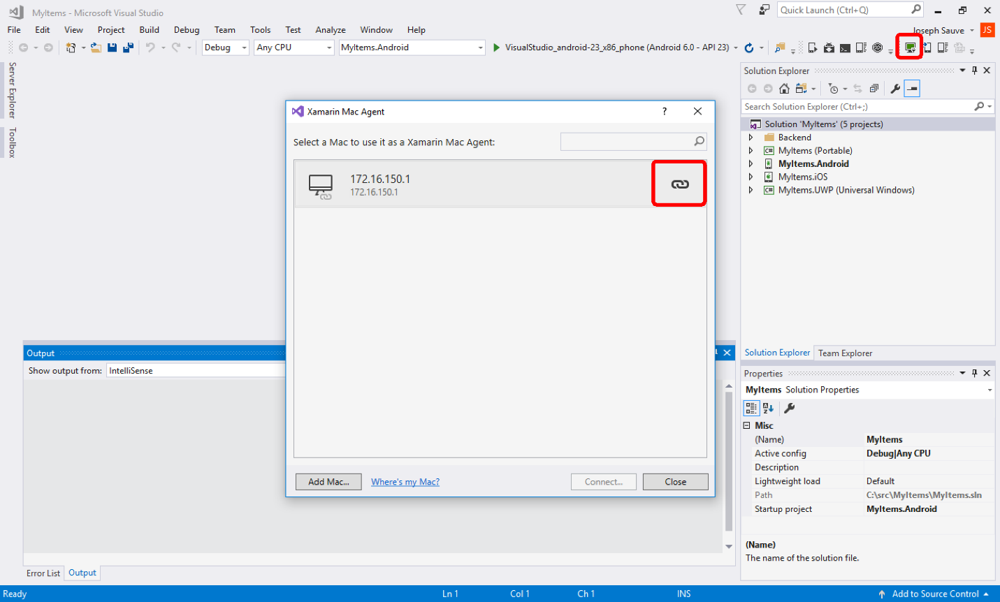 MyItems - Microsoft Visual Studio
Quick Launch (Ctrl+Q)
File Edit View Project Build Debug Team Tools Test Analyze Window Help
Joseph Sauve JS
Debug Any CPU MyItems.Android VisualStudio_android-23_x86_phone (Android 6.0 - API 23)
Server Explorer
Toolbox
Xamarin Mac Agent
?
Select a Mac to use it as a Xamarin Mac Agent:
172.16.150.1
172.16.150.1
Add Mac...
Where's my Mac?
Connect...
Close
Output
Show output from: IntelliSense
Error List Output
Solution Explorer
Search Solution Explorer (Ctrl+;)
Solution 'MyItems' (5 projects)
Backend
C# MyItems (Portable)
MyItems.Android
MyItems.iOS
C# MyItems.UWP (Universal Windows)
Solution Explorer Team Explorer
Properties
MyItems Solution Properties
Misc
(Name) MyItems
Active config Debug|Any CPU
Description
Lightweight load Default
Path C:\src\MyItems\MyItems.sln
Startup project MyItems.Android
(Name)
The name of the solution file.
Ready Ln 1 Col 1 Ch 1 INS Add to Source Control